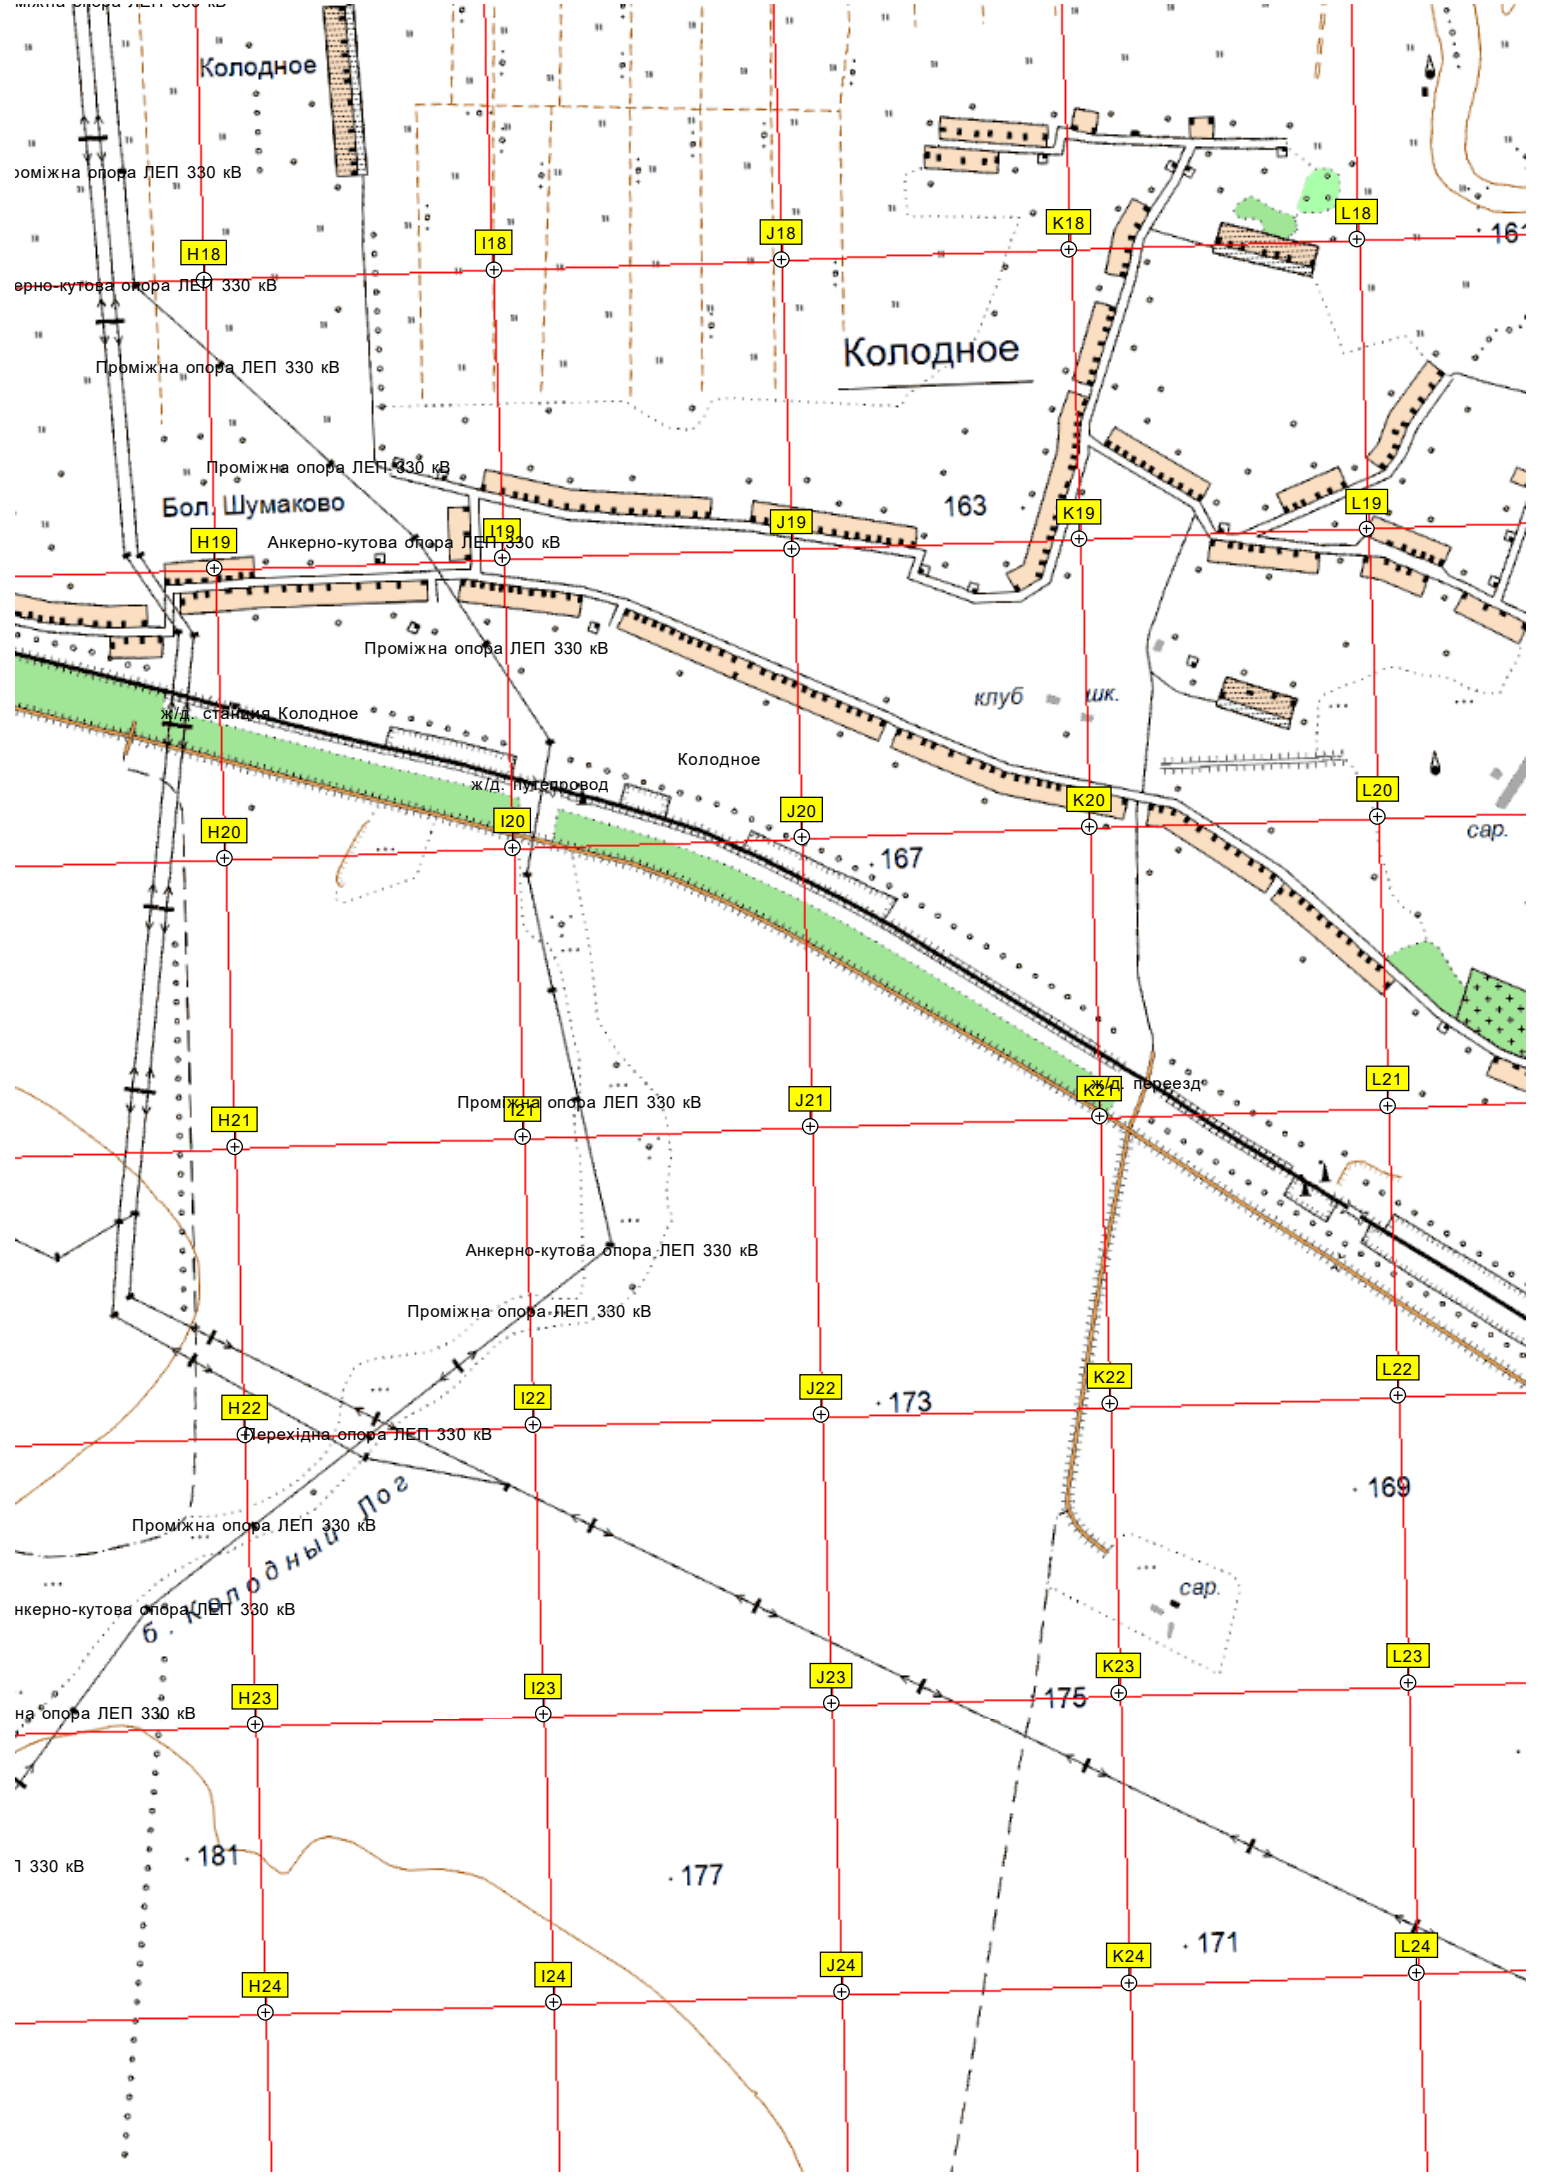 Колодное
опора ЛЕП 330 кВ
L18
K18
J18
I18
H18
опора ЛЕП 330 кВ
Колодное
Проміжна опора ЛЕП 330 кВ
Проміжна опора ЛЕП 330 кВ
Бол. Шумаково
163
L19
K19
J19
I19
H19
Анкерно-кутова опора ЛЕП 330 кВ
Проміжна опора ЛЕП 330 кВ
клуб
шк.
ж/д. станция Колодное
Колодное
ж/д. путепровод
L20
K20
J20
I20
H20
сар.
167
L21
ж/д. переезд
K21
J21
Проміжна опора ЛЕП 330 кВ
I21
H21
Анкерно-кутова опора ЛЕП 330 кВ
Проміжна опора ЛЕП 330 кВ
L22
K22
J22
I22
H22
173
Перехідна опора ЛЕП 330 кВ
169
Проміжна опора ЛЕП 330 кВ
б. Колодный Лог
сар.
опора ЛЕП 330 кВ
L23
K23
J23
I23
H23
175
опора ЛЕП 330 кВ
181
330 кВ
177
171
L24
K24
J24
I24
H24